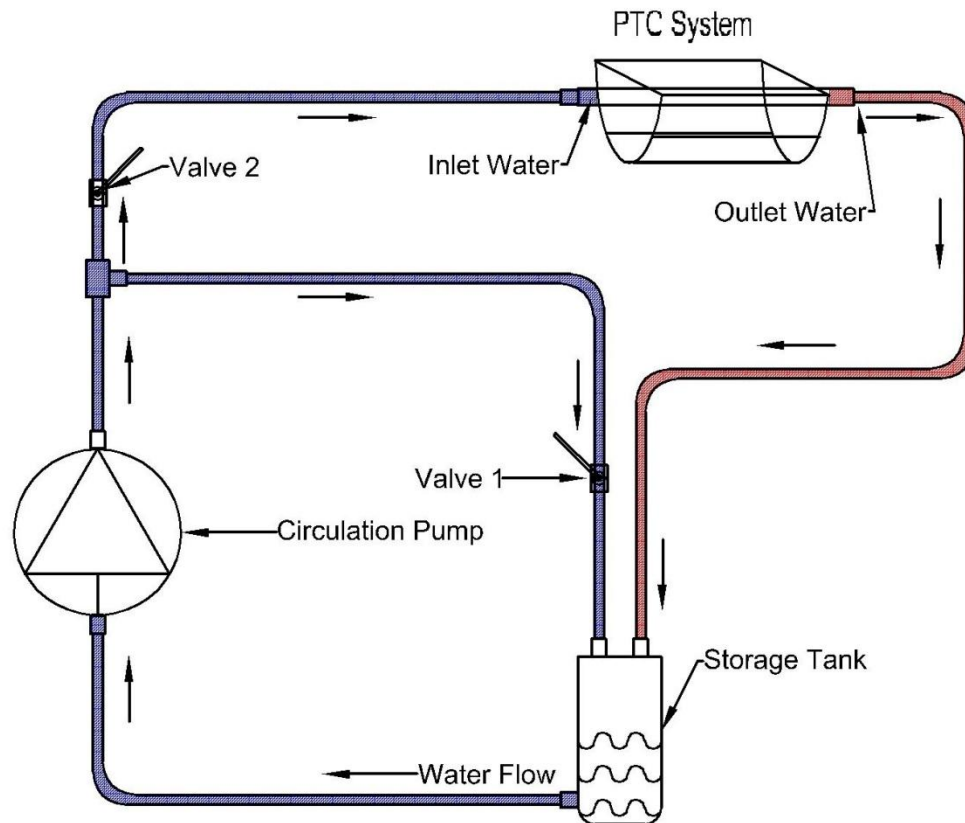 PTC System
Valve 2
Inlet Water
Outlet Water
Valve 1
Circulation Pump
Storage Tank
Water Flow